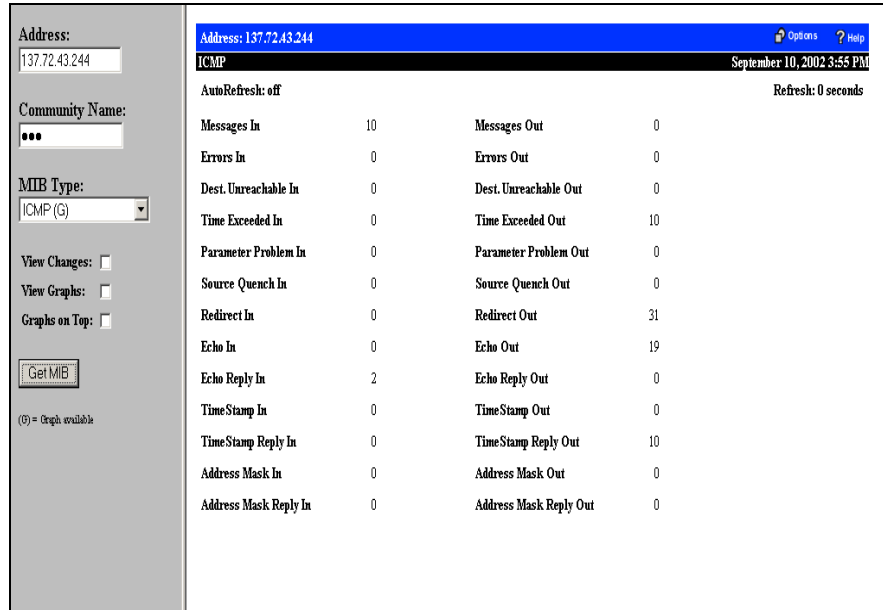 Address:
137.72.43.244
Community Name:
●●●
MIB Type:
ICMP (G)
View Changes:
View Graphs:
Graphs on Top:
Get MIB
(G) = Graph available
Address: 137.72.43.244 Options ? Help
ICMP September 10, 2002 3:55 PM
AutoRefresh: off Refresh: 0 seconds
Messages In 10 Messages Out 0
Errors In 0 Errors Out 0
Dest. Unreachable In 0 Dest. Unreachable Out 0
Time Exceeded In 0 Time Exceeded Out 10
Parameter Problem In 0 Parameter Problem Out 0
Source Quench In 0 Source Quench Out 0
Redirect In 0 Redirect Out 31
Echo In 0 Echo Out 19
Echo Reply In 2 Echo Reply Out 0
TimeStamp In 0 TimeStamp Out 0
TimeStamp Reply In 0 TimeStamp Reply Out 10
Address Mask In 0 Address Mask Out 0
Address Mask Reply In 0 Address Mask Reply Out 0